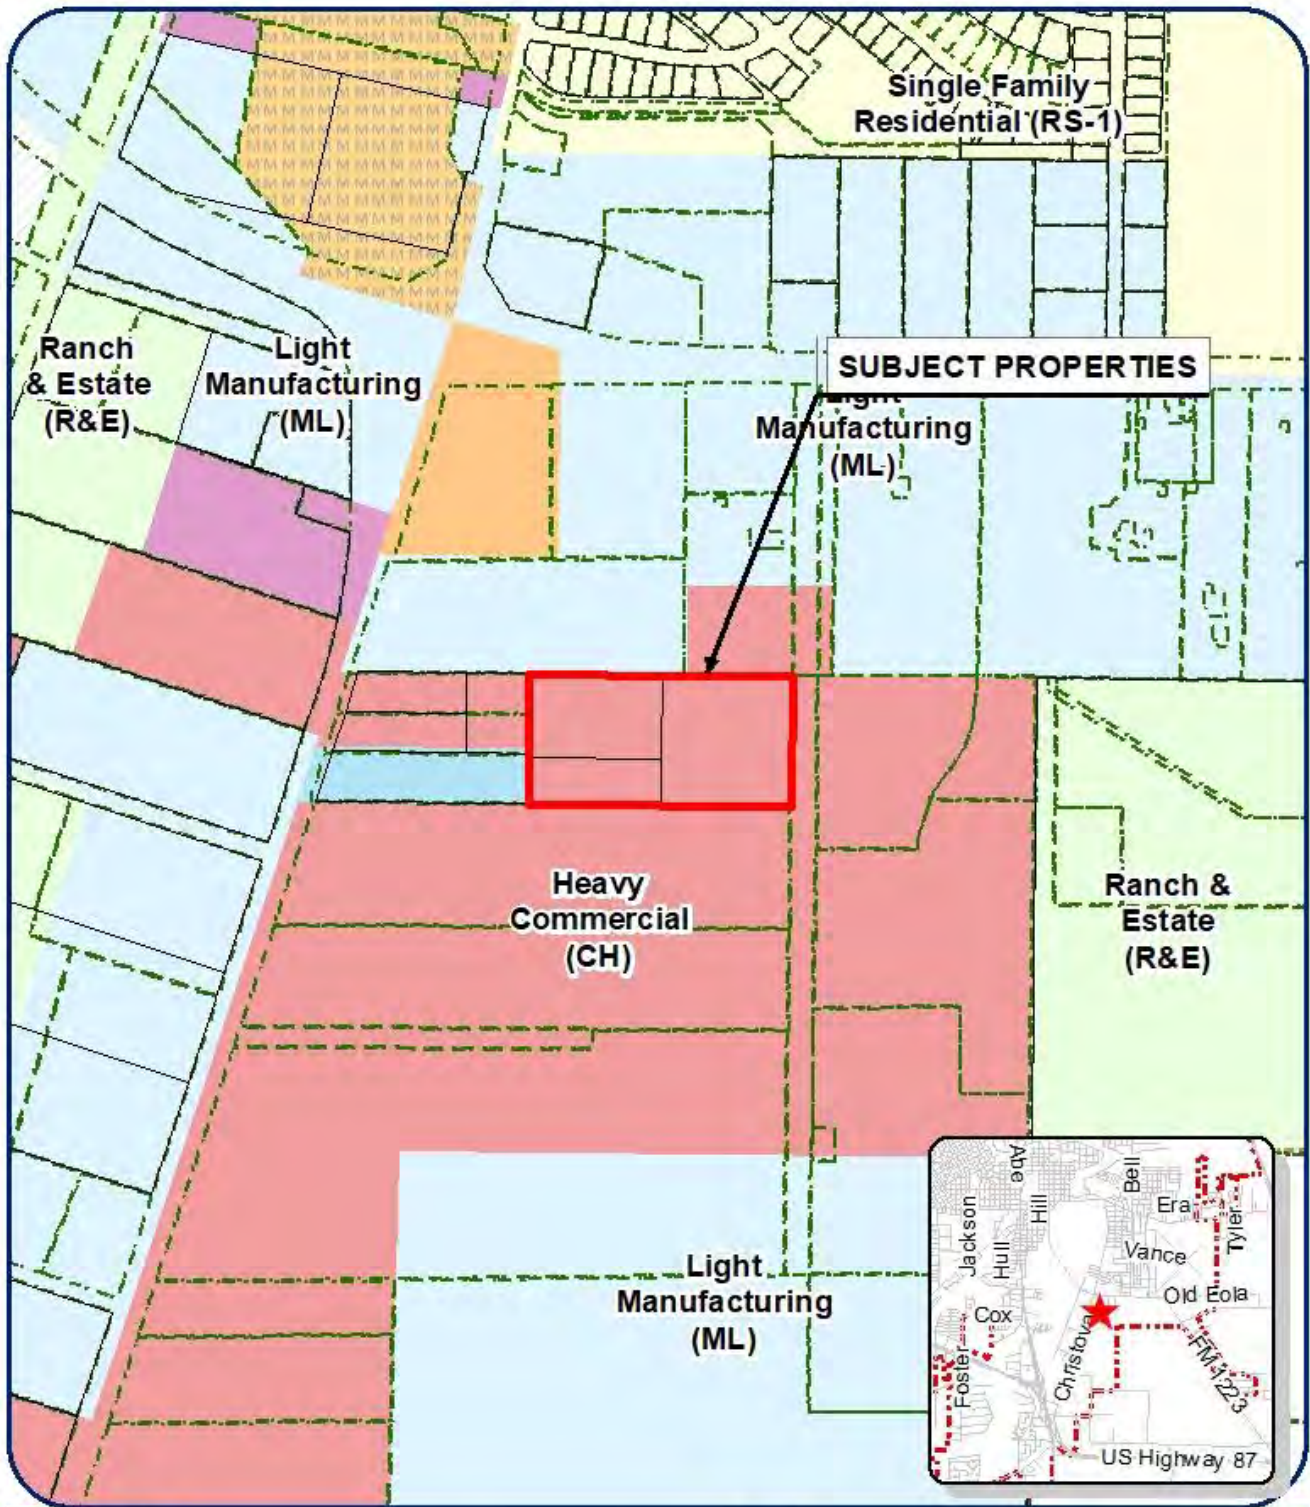 Single Family
Residential (RS-1)
Ranch
& Estate
(R&E)
Light
Manufacturing
(ML)
SUBJECT PROPERTIES
Light
Manufacturing
(ML)
Heavy
Commercial
(CH)
Ranch &
Estate
(R&E)
Light
Manufacturing
(ML)
Abe
Bell
Jackson
Hill
Hull
Era
Tyler
Vance
Old Eola
Cox
Christoval
Foster
FM 1223
US Highway 87